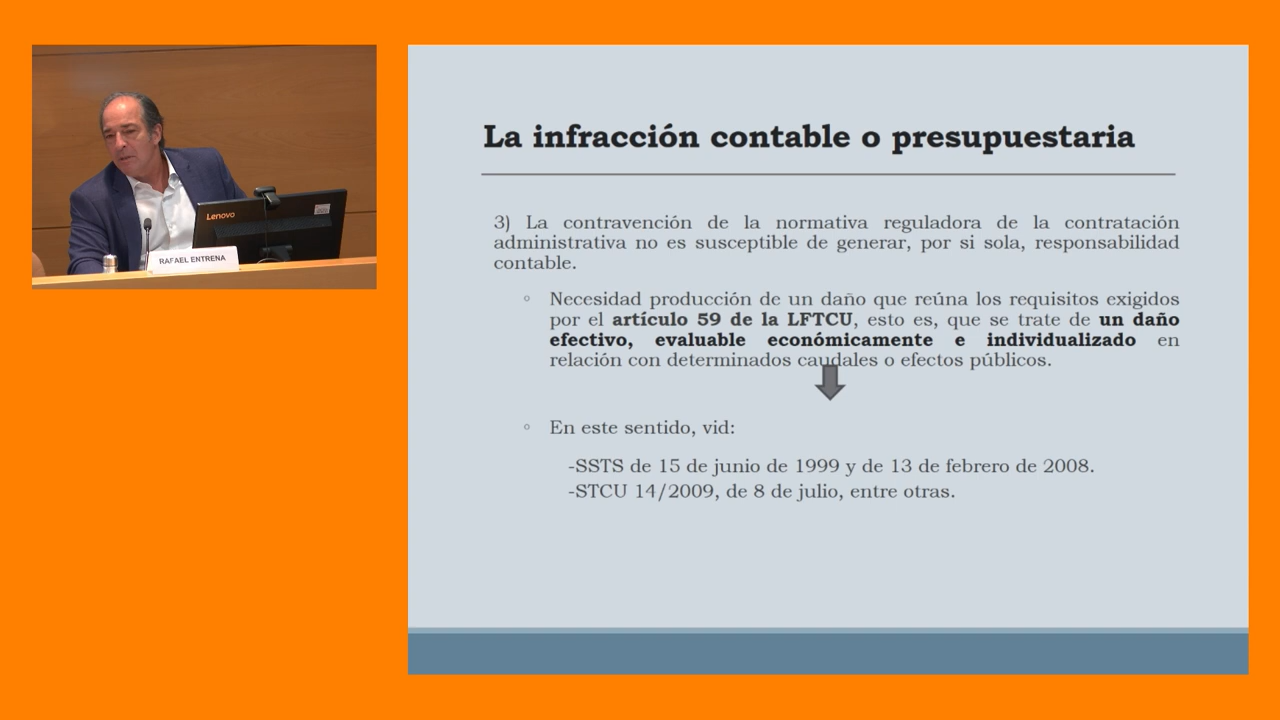 Lenovo
RAFAEL ENTRENA
La infracción contable o presupuestaria
3) La contravención de la normativa reguladora de la contratación
administrativa no es susceptible de generar, por si sola, responsabilidad
contable.
◦ Necesidad producción de un daño que reúna los requisitos exigidos
por el artículo 59 de la LFTCU, esto es, que se trate de un daño
efectivo, evaluable económicamente e individualizado en
relación con determinados caudales o efectos públicos.
◦ En este sentido, vid:
-SSTS de 15 de junio de 1999 y de 13 de febrero de 2008.
-STCU 14/2009, de 8 de julio, entre otras.